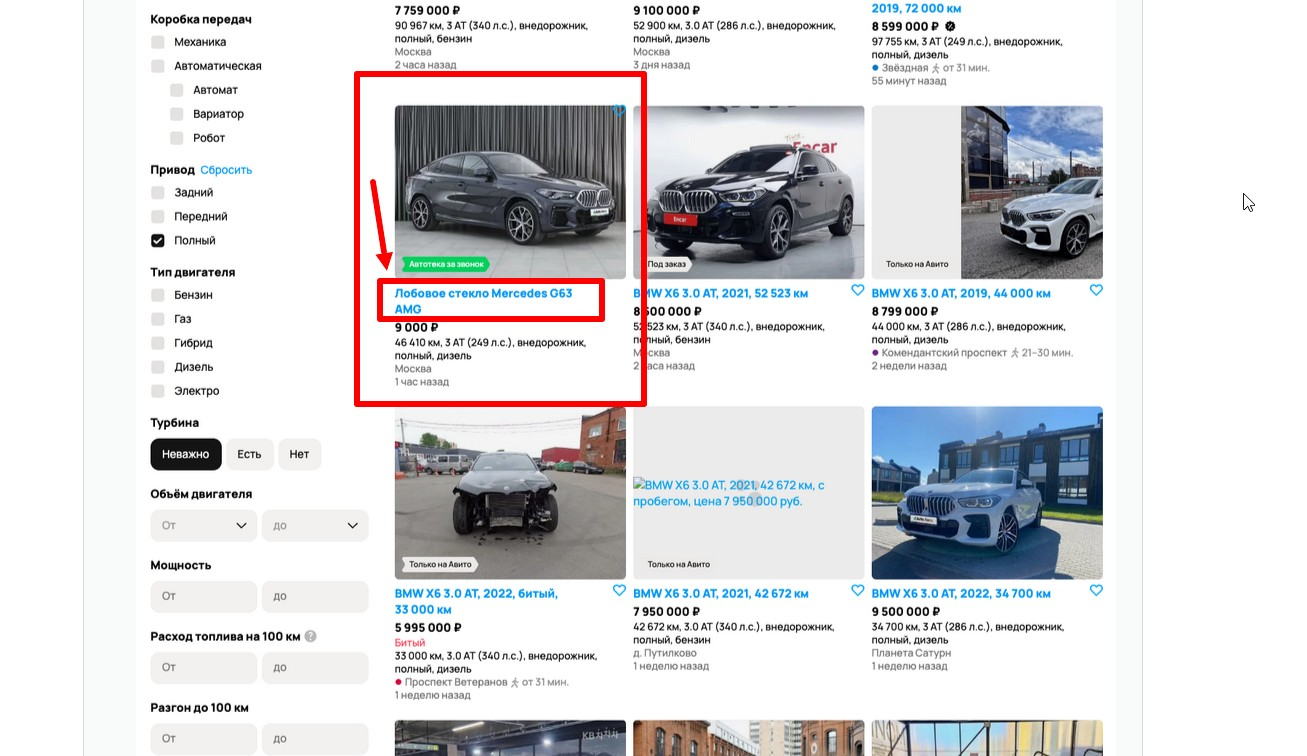 Коробка передач
Механика
Автоматическая
Автомат
Вариатор
Робот
Привод Сбросить
Задний
Передний
Полный
Тип двигателя
Бензин
Газ
Гибрид
Дизель
Электро
Турбина
Неважно Есть Нет
Объём двигателя
От до
Мощность
От до
Расход топлива на 100 км ?
От до
Разгон до 100 км
От до
7 759 000 ₽
90 967 км, 3 AT (340 л.с.), внедорожник,
полный, бензин
Москва
2 часа назад
9 100 000 ₽
52 900 км, 3.0 AT (286 л.с.), внедорожник,
полный, дизель
Москва
3 дня назад
2019, 72 000 км
8 599 000 ₽
97 755 км, 3 AT (249 л.с.), внедорожник,
полный, дизель
Звёздная от 31 мин.
55 минут назад
Автотека за звонок
Лобовое стекло Mercedes G63
AMG
9 000 ₽
46 410 км, 3 AT (249 л.с.), внедорожник,
полный, дизель
Москва
1 час назад
Encar
Encar
Под заказ
BMW X6 3.0 AT, 2021, 52 523 км
8 500 000 ₽
52 523 км, 3 AT (340 л.с.), внедорожник,
полный, бензин
Москва
2 часа назад
Только на Авито
BMW X6 3.0 AT, 2019, 44 000 км
8 799 000 ₽
44 000 км, 3 AT (286 л.с.), внедорожник,
полный, дизель
Комендантский проспект 21–30 мин.
2 недели назад
Только на Авито
BMW X6 3.0 AT, 2022, битый,
33 000 км
5 995 000 ₽
Битый
33 000 км, 3.0 AT (340 л.с.), внедорожник,
полный, дизель
Проспект Ветеранов от 31 мин.
1 неделю назад
BMW X6 3.0 AT, 2021, 42 672 км, с
пробегом, цена 7 950 000 руб.
Только на Авито
BMW X6 3.0 AT, 2021, 42 672 км
7 950 000 ₽
42 672 км, 3.0 AT (340 л.с.), внедорожник,
полный, бензин
д. Путилково
1 неделю назад
BMW X6 3.0 AT, 2022, 34 700 км
9 500 000 ₽
34 700 км, 3 AT (286 л.с.), внедорожник,
полный, дизель
Планета Сатурн
1 неделю назад